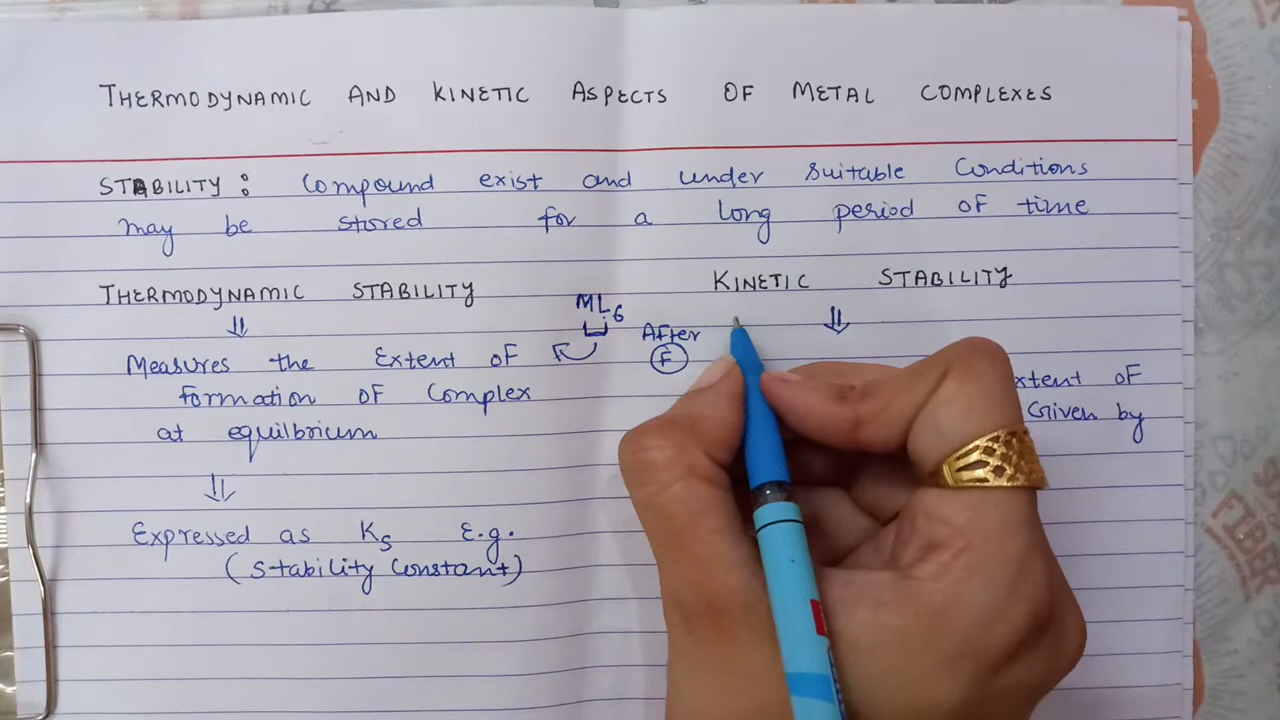 THERMODYNAMIC AND KINETIC ASPECTS OF METAL COMPLEXES
STABILITY : Compound exist and under suitable Conditions
may be stored for a long period of time
THERMODYNAMIC STABILITY
Measures the Extent of
formation of Complex
at equilbrium
Expressed as Ks E.g.
(Stability Constant)
ML6
After
F
KINETIC STABILITY
of
Given by
FIBER